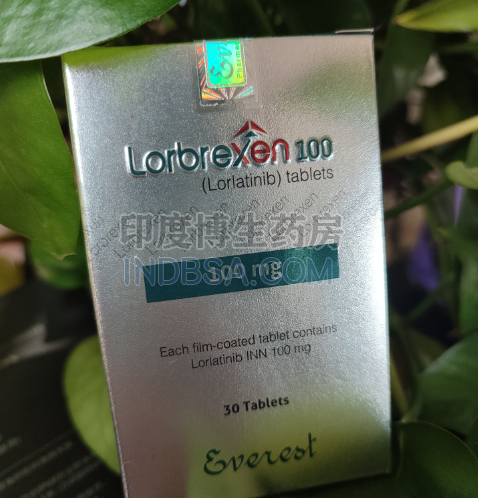 Lorbrexen 100
(Lorlatinib) tablets
印度博生药房
INDBSA.COM
100 mg
Each film-coated tablet contains
Lorlatinib INN 100 mg
30 Tablets
Everest